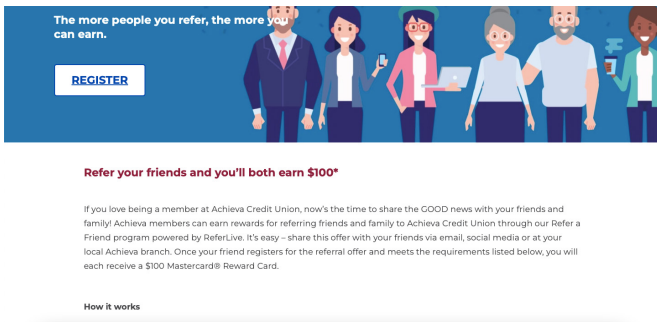 The more people you refer, the more you
can earn.
REGISTER
Refer your friends and you’ll both earn $100*
If you love being a member at Achieva Credit Union, now’s the time to share the GOOD news with your friends and
family! Achieva members can earn rewards for referring friends and family to Achieva Credit Union through our Refer a
Friend program powered by ReferLive. It’s easy – share this offer with your friends via email, social media or at your
local Achieva branch. Once your friend registers for the referral offer and meets the requirements listed below, you will
each receive a $100 Mastercard® Reward Card.
How it works